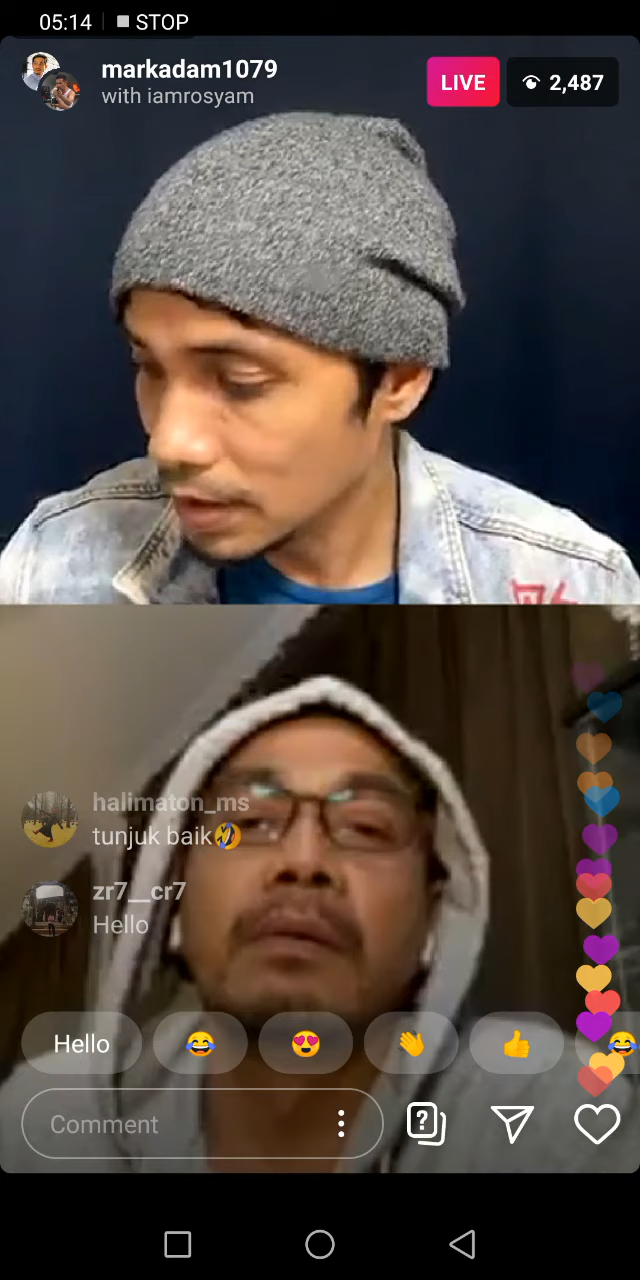 05:14 STOP
markadam1079
with iamrosyam
LIVE
2,487
halimaton_ms
tunjuk baik🤣
zr7__cr7
Hello
Hello 😂 😍 👋 👍 😂
Comment